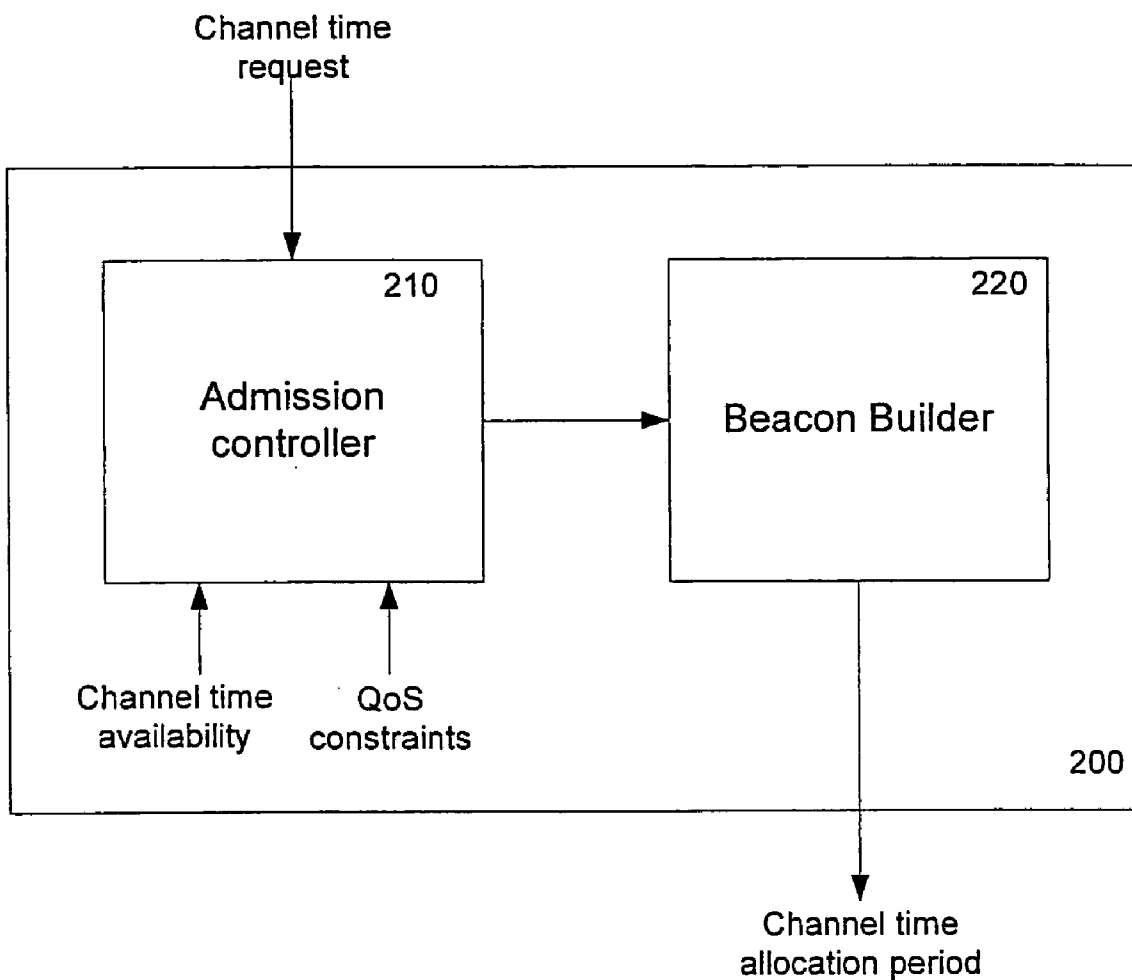 Channel time
request
210
220
Admission
controller
Beacon Builder
Channel time
availability
QoS
constraints
200
Channel time
allocation period